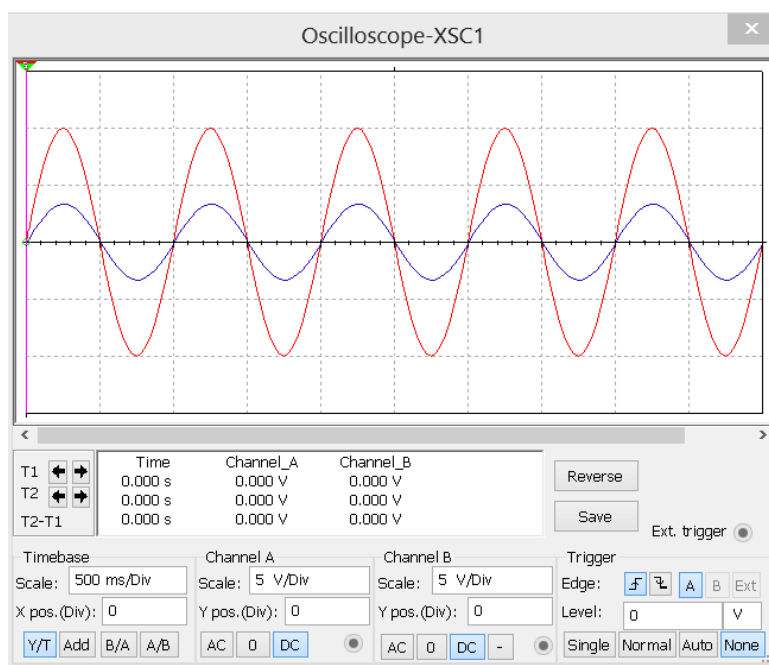 Oscilloscope-XSC1
T1
T2
T2-T1
Time Channel_A Channel_B
0.000 s 0.000 V 0.000 V
0.000 s 0.000 V 0.000 V
0.000 s 0.000 V 0.000 V
Reverse
Save
Ext. trigger
Timebase
Scale: 500 ms/Div
X pos.(Div): 0
Y/T Add B/A A/B
Channel A
Scale: 5 V/Div
Y pos.(Div): 0
AC 0 DC
Channel B
Scale: 5 V/Div
Y pos.(Div): 0
AC 0 DC -
Trigger
Edge: A B Ext
Level: 0 V
Single Normal Auto None